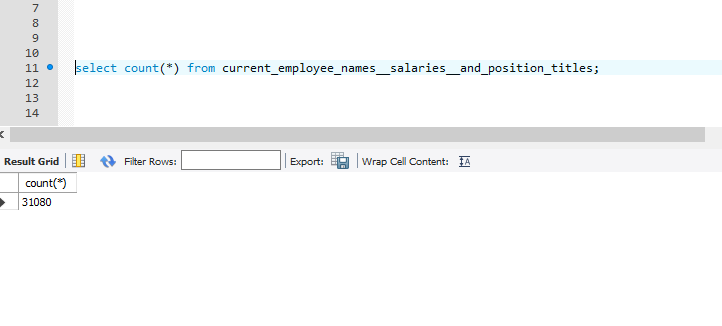 7
8
9
10
11 select count(*) from current_employee_names__salaries__and_position_titles;
12
13
14
Result Grid Filter Rows: Export: Wrap Cell Content:
count(*)
31080